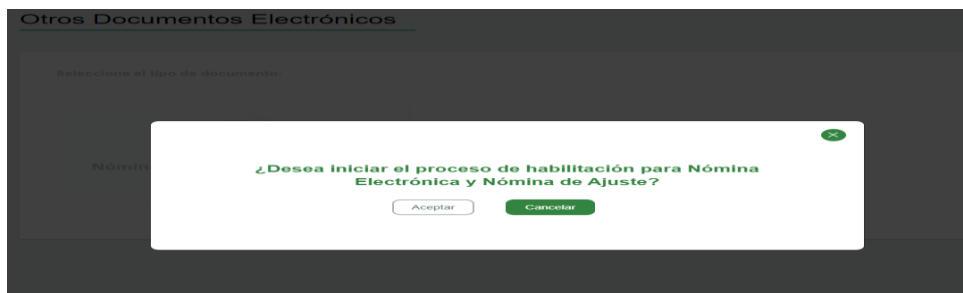 Otros Documentos Electrónicos
Seleccione el tipo de documento:
Nómin
¿Desea iniciar el proceso de habilitación para Nómina
Electrónica y Nómina de Ajuste?
Aceptar
Cancelar